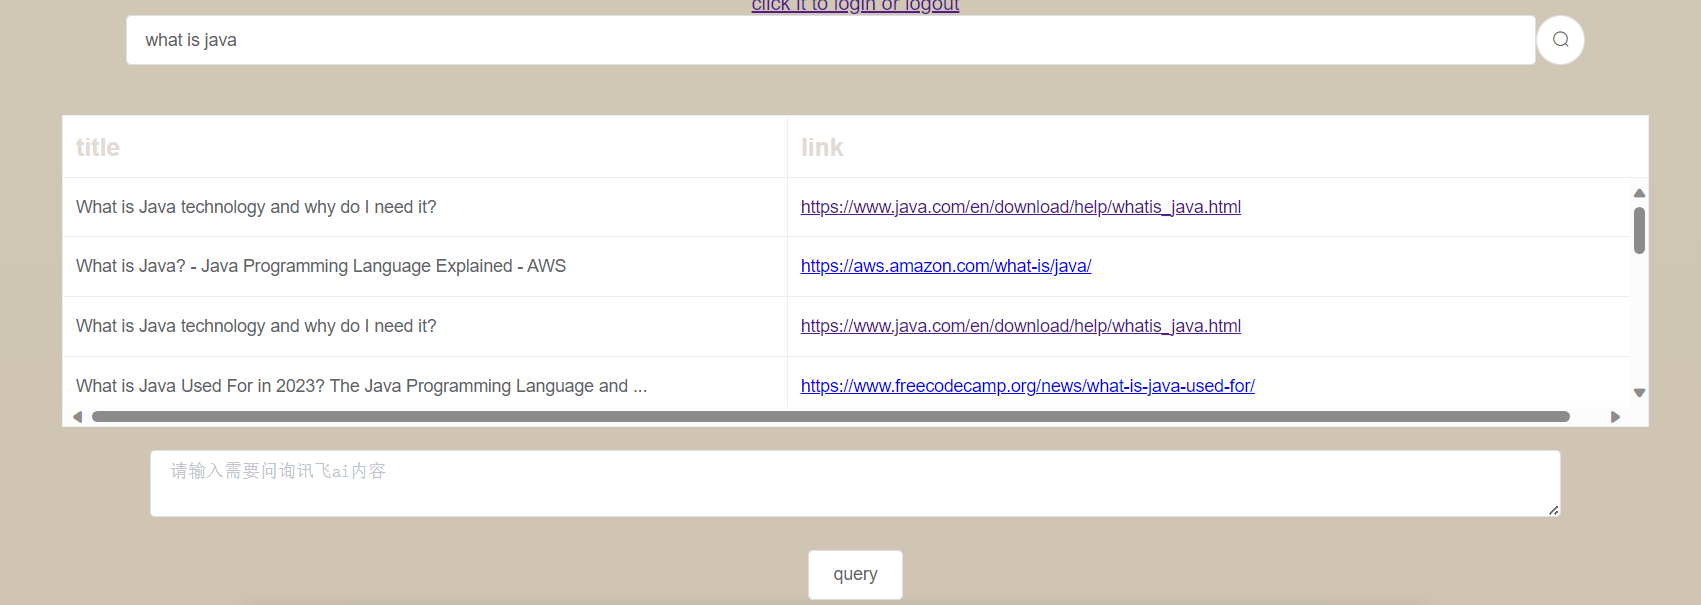 click it to login or logout
what is java
title link
What is Java technology and why do I need it? https://www.java.com/en/download/help/whatis_java.html
What is Java? - Java Programming Language Explained - AWS https://aws.amazon.com/what-is/java/
What is Java technology and why do I need it? https://www.java.com/en/download/help/whatis_java.html
What is Java Used For in 2023? The Java Programming Language and ... https://www.freecodecamp.org/news/what-is-java-used-for/
请输入需要问询讯飞ai内容
query